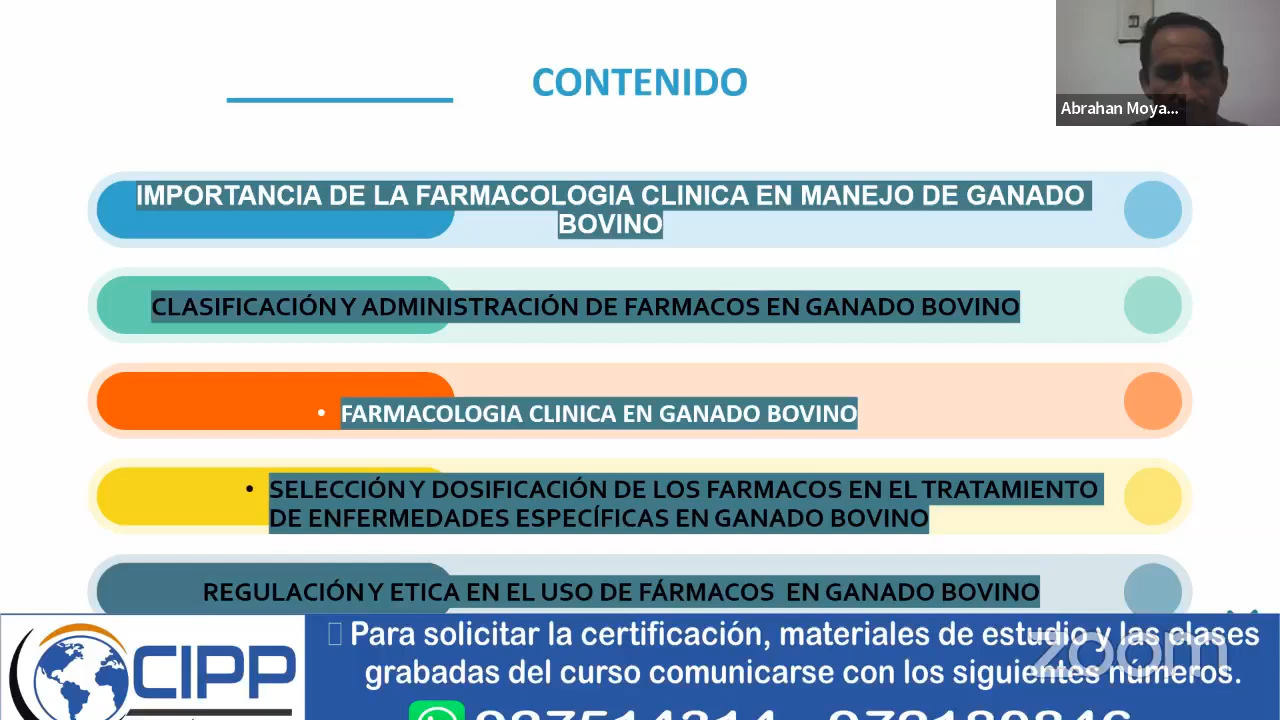 CONTENIDO
Abrahan Moya...
IMPORTANCIA DE LA FARMACOLOGIA CLINICA EN MANEJO DE GANADO
BOVINO
CLASIFICACIÓN Y ADMINISTRACIÓN DE FARMACOS EN GANADO BOVINO
• FARMACOLOGIA CLINICA EN GANADO BOVINO
• SELECCIÓN Y DOSIFICACIÓN DE LOS FARMACOS EN EL TRATAMIENTO
DE ENFERMEDADES ESPECÍFICAS EN GANADO BOVINO
REGULACIÓN Y ETICA EN EL USO DE FÁRMACOS EN GANADO BOVINO
CIPP
Para solicitar la certificación, materiales de estudio y las clases
grabadas del curso comunicarse con los siguientes números.
zoom